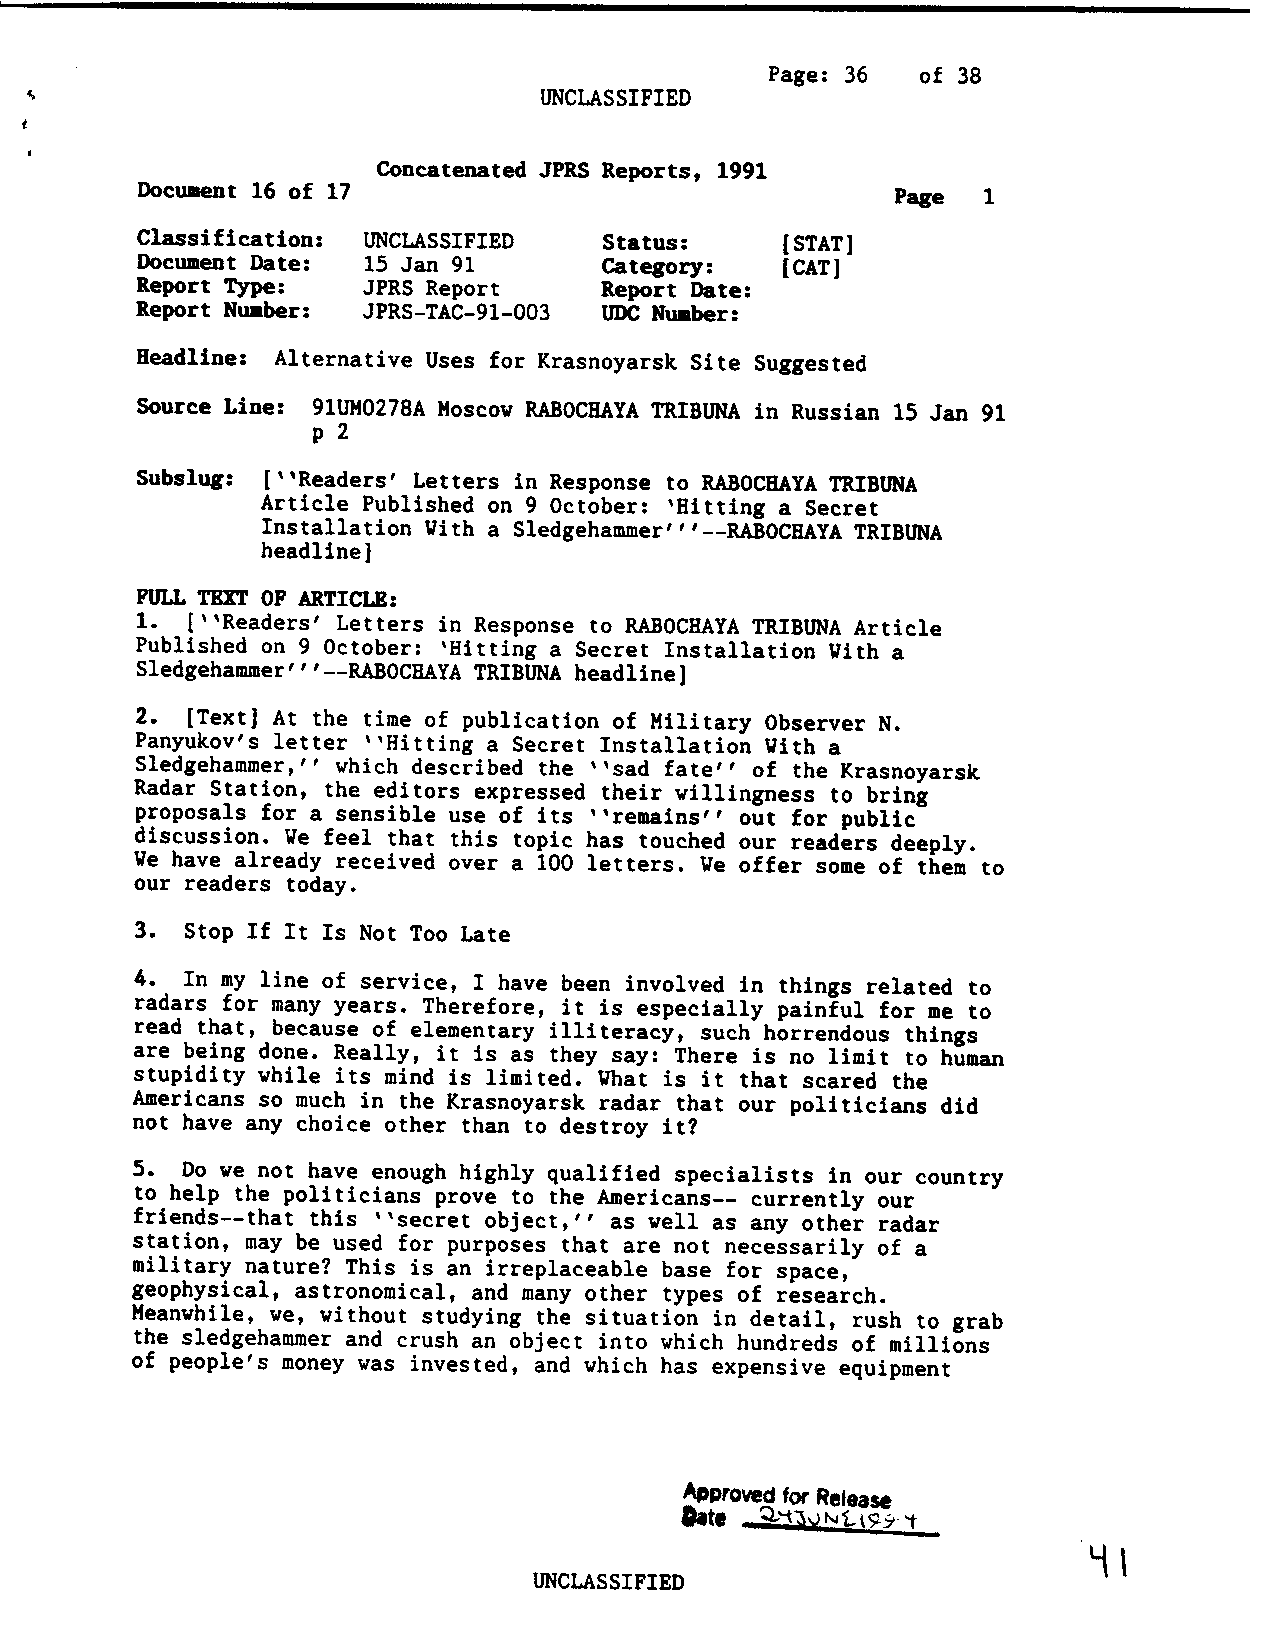 Page: 36 of 38
UNCLASSIFIED
Concatenated JPRS Reports, 1991
Document 16 of 17
Page 1
Classification: UNCLASSIFIED Status: [STAT]
Document Date: 15 Jan 91 Category: [CAT]
Report Type: JPRS Report Report Date:
Report Number: JPRS-TAC-91-003 UDC Number:
Headline: Alternative Uses for Krasnoyarsk Site Suggested
Source Line: 91UM0278A Moscow RABOCHAYA TRIBUNA in Russian 15 Jan 91
p 2
Subslug: [``Readers' Letters in Response to RABOCHAYA TRIBUNA
Article Published on 9 October: `Hitting a Secret
Installation With a Sledgehammer'''--RABOCHAYA TRIBUNA
headline]
FULL TEXT OF ARTICLE:
1. [``Readers' Letters in Response to RABOCHAYA TRIBUNA Article
Published on 9 October: `Hitting a Secret Installation With a
Sledgehammer'''--RABOCHAYA TRIBUNA headline]
2. [Text] At the time of publication of Military Observer N.
Panyukov's letter ``Hitting a Secret Installation With a
Sledgehammer,'' which described the ``sad fate'' of the Krasnoyarsk
Radar Station, the editors expressed their willingness to bring
proposals for a sensible use of its ``remains'' out for public
discussion. We feel that this topic has touched our readers deeply.
We have already received over a 100 letters. We offer some of them to
our readers today.
3. Stop If It Is Not Too Late
4. In my line of service, I have been involved in things related to
radars for many years. Therefore, it is especially painful for me to
read that, because of elementary illiteracy, such horrendous things
are being done. Really, it is as they say: There is no limit to human
stupidity while its mind is limited. What is it that scared the
Americans so much in the Krasnoyarsk radar that our politicians did
not have any choice other than to destroy it?
5. Do we not have enough highly qualified specialists in our country
to help the politicians prove to the Americans-- currently our
friends--that this ``secret object,'' as well as any other radar
station, may be used for purposes that are not necessarily of a
military nature? This is an irreplaceable base for space,
geophysical, astronomical, and many other types of research.
Meanwhile, we, without studying the situation in detail, rush to grab
the sledgehammer and crush an object into which hundreds of millions
of people's money was invested, and which has expensive equipment
Approved for Release
Date 24 JUNE 1994
41
UNCLASSIFIED